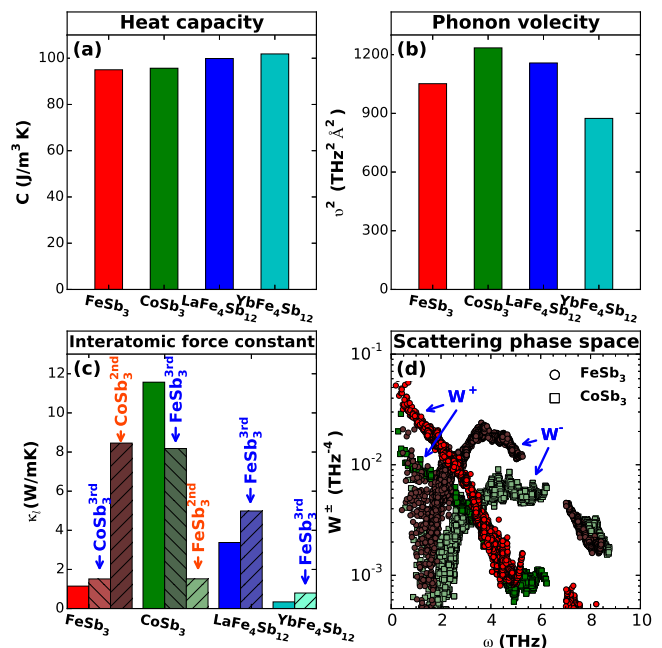 Heat capacity
(a)
C (J/m³ K)
100
80
60
40
20
0
FeSb₃
CoSb₃
LaFe₄Sb₁₂
YbFe₄Sb₁₂
Phonon volecity
(b)
υ² (THz² Å²)
1200
900
600
300
0
FeSb₃
CoSb₃
LaFe₄Sb₁₂
YbFe₄Sb₁₂
Interatomic force constant
(c)
κₗ (W/mK)
12
10
8
6
4
2
0
CoSb₃³ʳᵈ
CoSb₃²ⁿᵈ
FeSb₃³ʳᵈ
FeSb₃²ⁿᵈ
FeSb₃³ʳᵈ
FeSb₃³ʳᵈ
FeSb₃
CoSb₃
LaFe₄Sb₁₂
YbFe₄Sb₁₂
Scattering phase space
(d)
W± (THz⁻⁴)
10⁻¹
10⁻²
10⁻³
FeSb₃
CoSb₃
W⁺
W⁻
0
2
4
6
8
10
ω (THz)